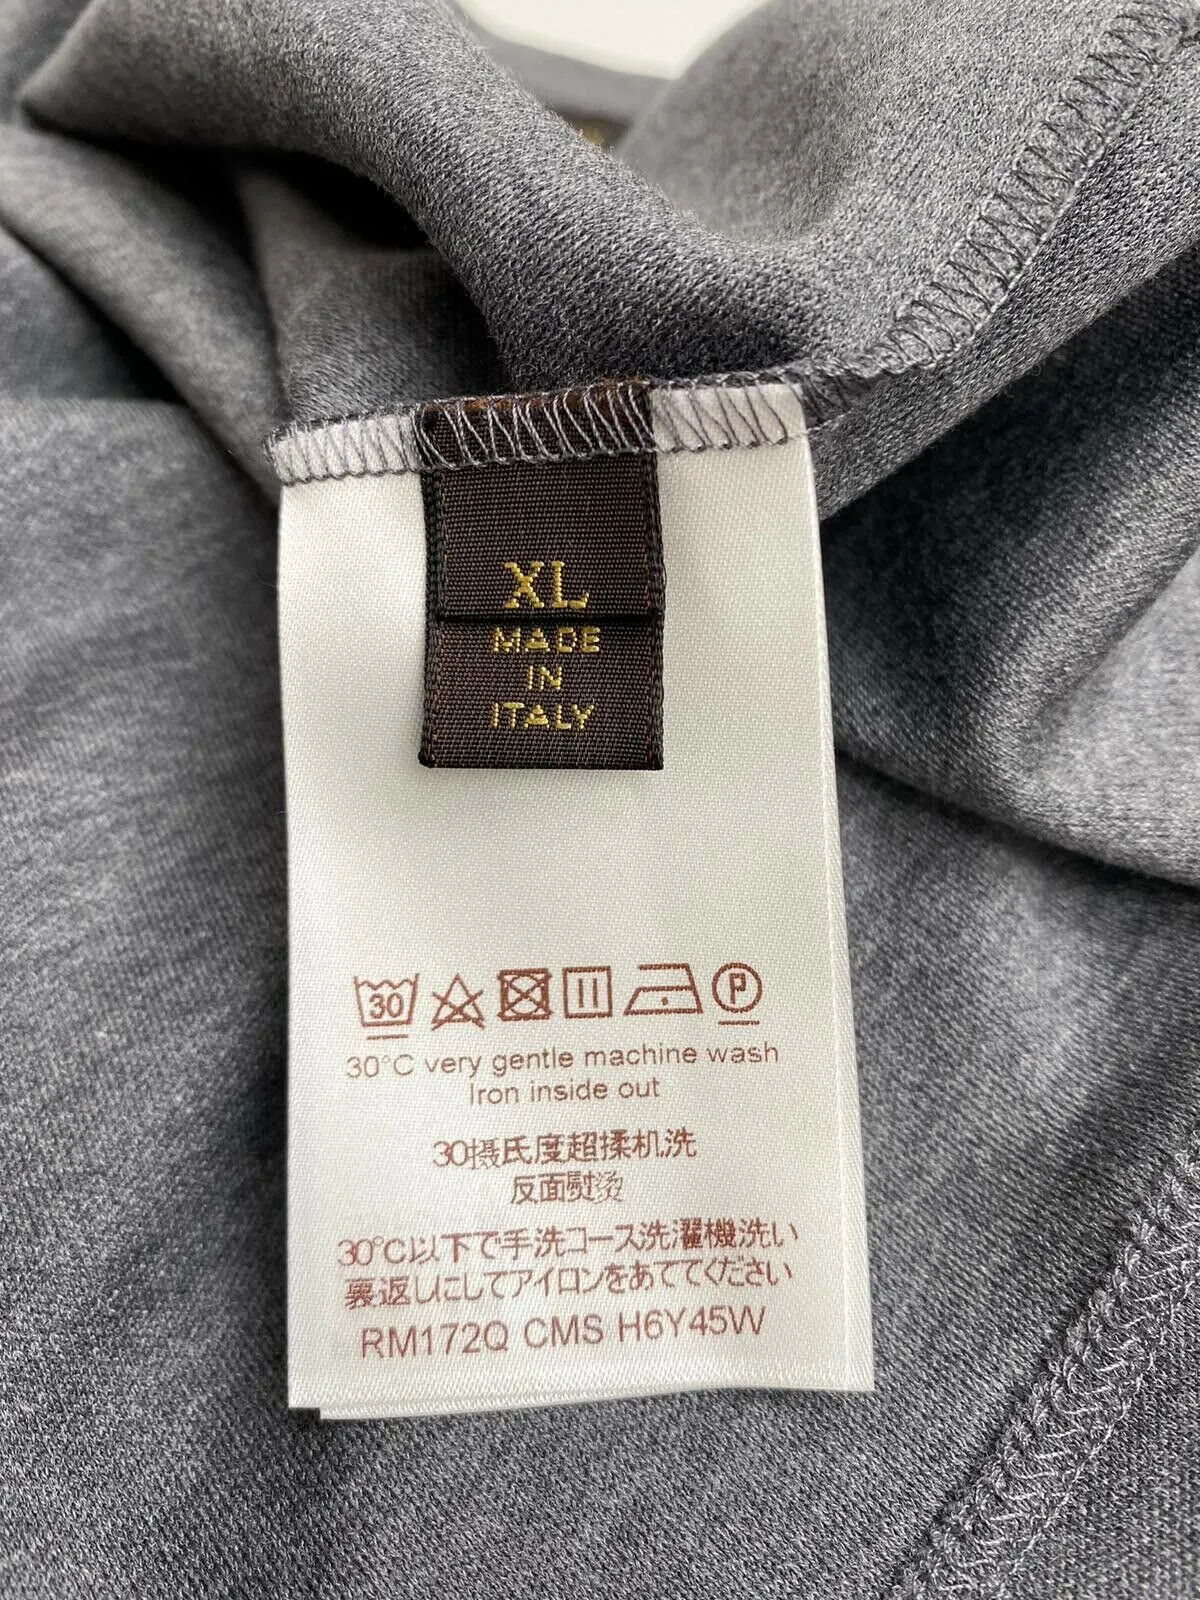 XL
MADE
IN
ITALY
30
P
30°C very gentle machine wash
Iron inside out
30摄氏度超揉机洗
反面熨烫
30°C以下で手洗コース洗濯機洗い
裏返しにしてアイロンをあててください
RM172Q CMS H6Y45W